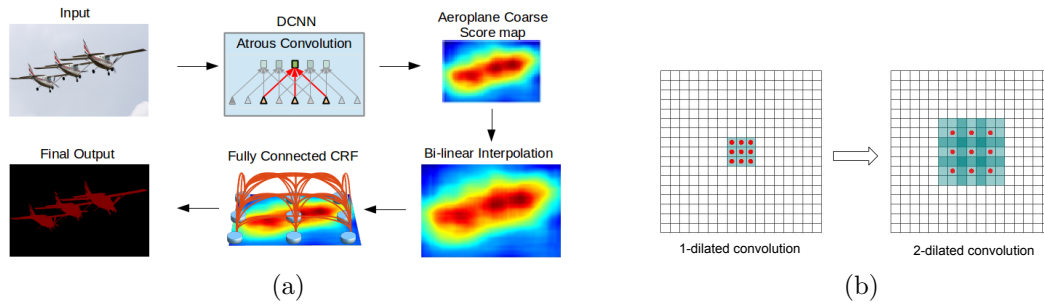 Input
DCNN
Atrous Convolution
Aeroplane Coarse
Score map
Final Output
Fully Connected CRF
Bi-linear Interpolation
(a)
1-dilated convolution
2-dilated convolution
(b)